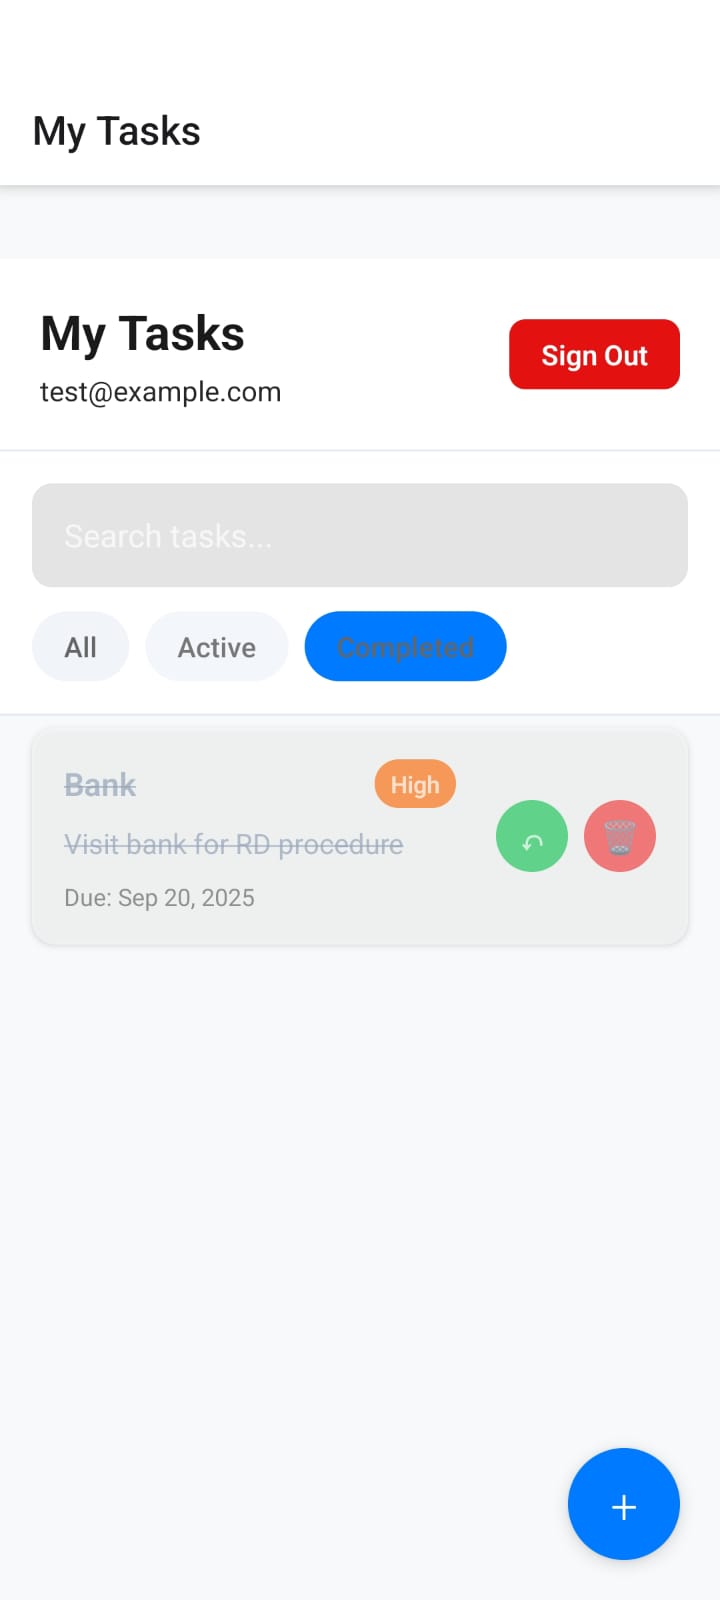 My Tasks
My Tasks
test@example.com
Sign Out
Search tasks...
All
Active
Completed
Bank
High
Visit bank for RD procedure
Due: Sep 20, 2025
+